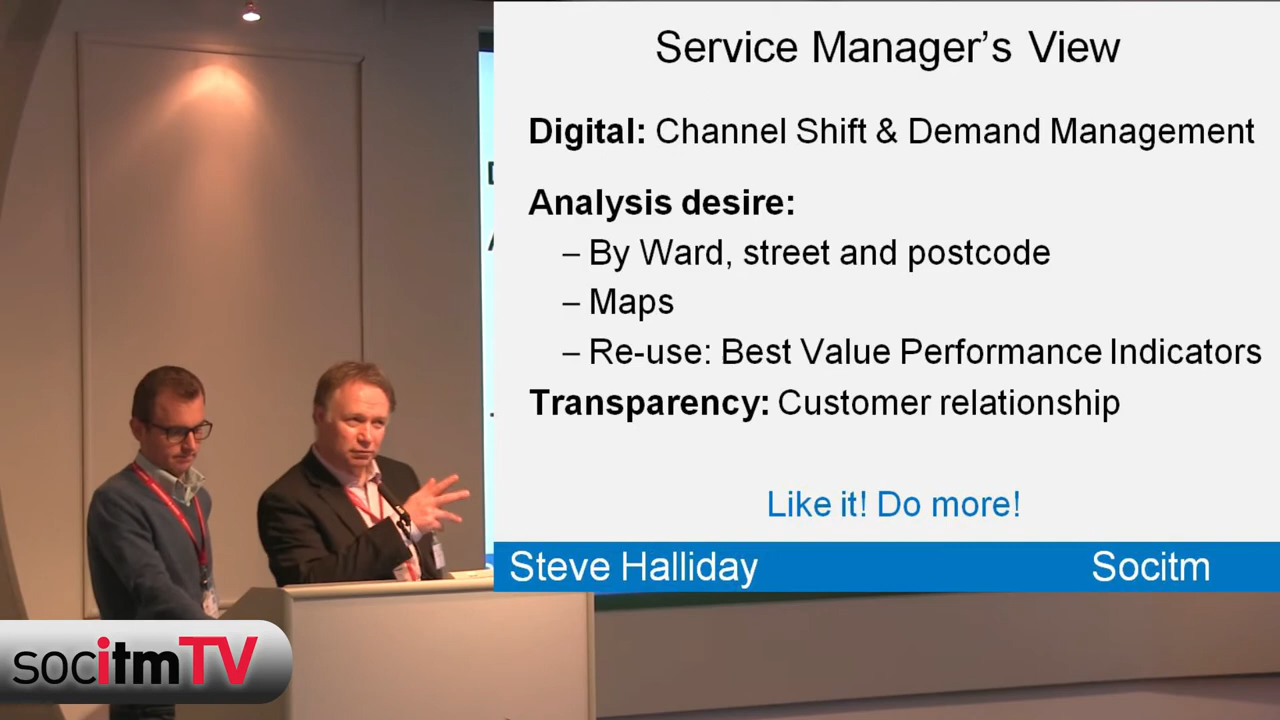 Service Manager’s View
Digital: Channel Shift & Demand Management
Analysis desire:
– By Ward, street and postcode
– Maps
– Re-use: Best Value Performance Indicators
Transparency: Customer relationship
Like it! Do more!
Steve Halliday Socitm
socitmTV